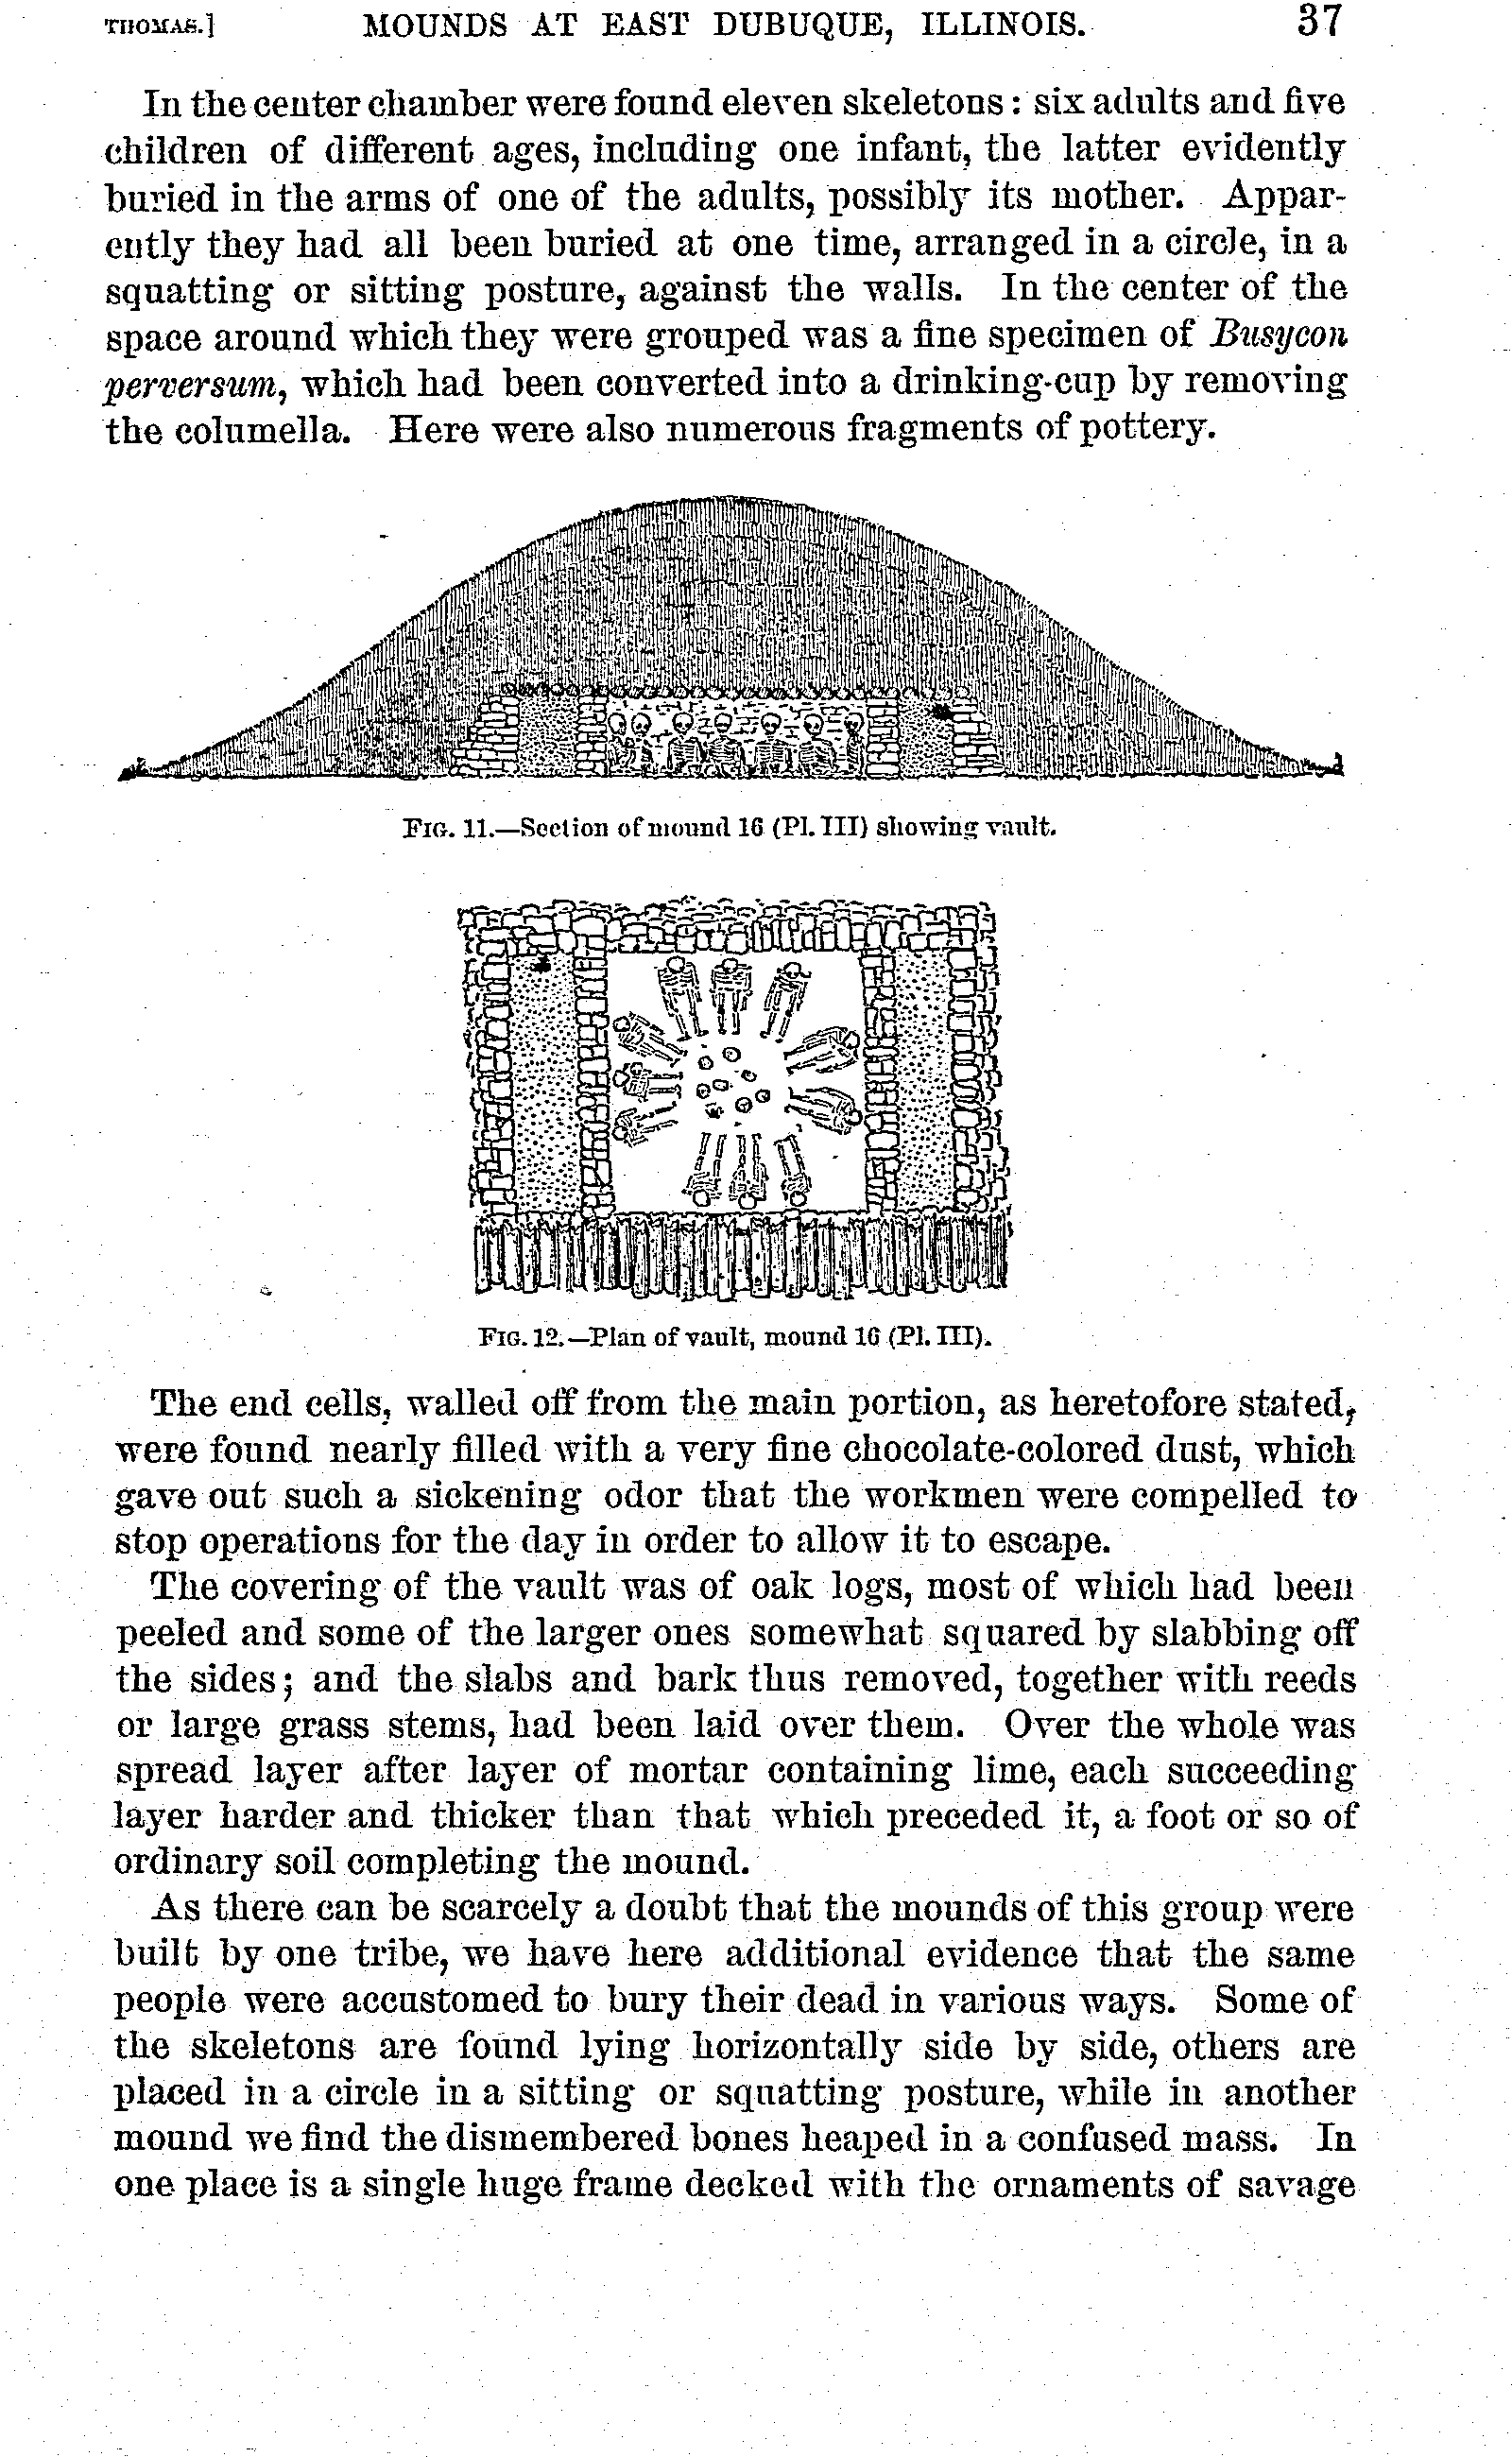 THOMAS.] MOUNDS AT EAST DUBUQUE, ILLINOIS. 37
In the center chamber were found eleven skeletons: six adults and five
children of different ages, including one infant, the latter evidently
buried in the arms of one of the adults, possibly its mother. Appar-
ently they had all been buried at one time, arranged in a circle, in a
squatting or sitting posture, against the walls. In the center of the
space around which they were grouped was a fine specimen of Busycon
perversum, which had been converted into a drinking-cup by removing
the columella. Here were also numerous fragments of pottery.
FIG. 11.—Section of mound 16 (Pl. III) showing vault.
FIG. 12.—Plan of vault, mound 16 (Pl. III).
The end cells, walled off from the main portion, as heretofore stated,
were found nearly filled with a very fine chocolate-colored dust, which
gave out such a sickening odor that the workmen were compelled to
stop operations for the day in order to allow it to escape.
The covering of the vault was of oak logs, most of which had been
peeled and some of the larger ones somewhat squared by slabbing off
the sides; and the slabs and bark thus removed, together with reeds
or large grass stems, had been laid over them. Over the whole was
spread layer after layer of mortar containing lime, each succeeding
layer harder and thicker than that which preceded it, a foot or so of
ordinary soil completing the mound.
As there can be scarcely a doubt that the mounds of this group were
built by one tribe, we have here additional evidence that the same
people were accustomed to bury their dead in various ways. Some of
the skeletons are found lying horizontally side by side, others are
placed in a circle in a sitting or squatting posture, while in another
mound we find the dismembered bones heaped in a confused mass. In
one place is a single huge frame decked with the ornaments of savage